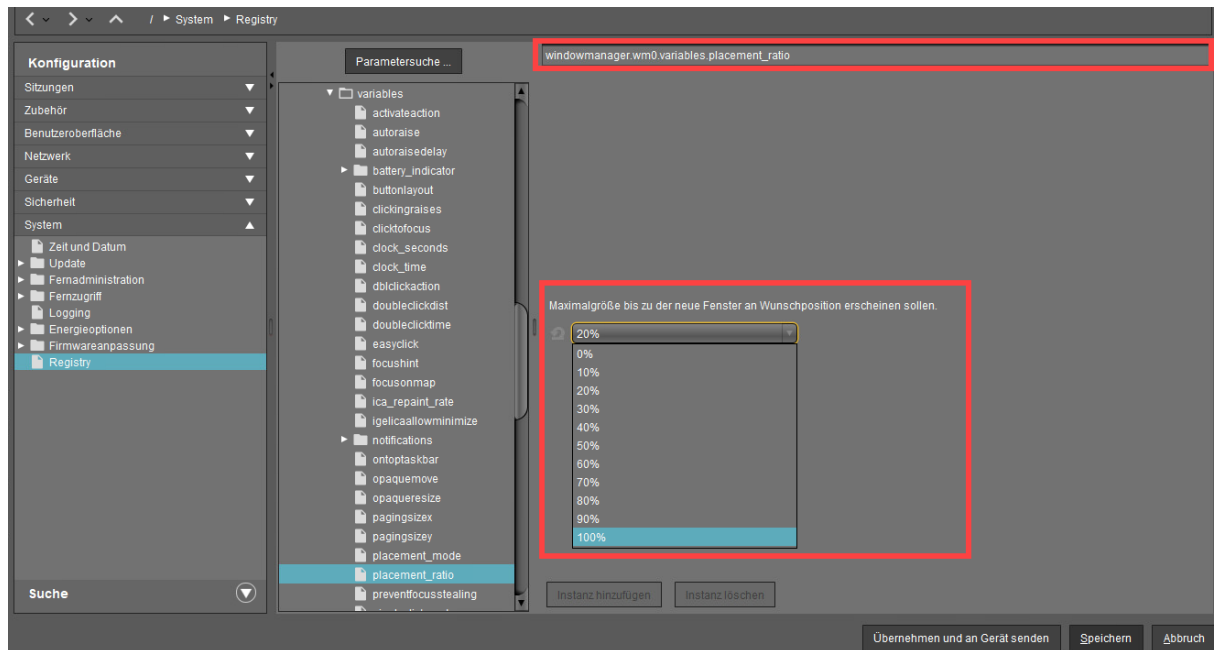 / ► System ► Registry
Konfiguration
Sitzungen
Zubehör
Benutzeroberfläche
Netzwerk
Geräte
Sicherheit
System
Zeit und Datum
Update
Fernadministration
Fernzugriff
Logging
Energieoptionen
Firmwareanpassung
Registry
Suche
Parametersuche ...
variables
activateaction
autoraise
autoraisedelay
battery_indicator
buttonlayout
clickingraises
clicktofocus
clock_seconds
clock_time
dblclickaction
doubleclickdist
doubleclicktime
easyclick
focushint
focusonmap
ica_repaint_rate
igelicaallowminimize
notifications
ontoptaskbar
opaquemove
opaqueresize
pagingsizex
pagingsizey
placement_mode
placement_ratio
preventfocusstealing
windowmanager.wm0.variables.placement_ratio
Maximalgröße bis zu der neue Fenster an Wunschposition erscheinen sollen.
20%
0%
10%
20%
30%
40%
50%
60%
70%
80%
90%
100%
Instanz hinzufügen Instanz löschen
Übernehmen und an Gerät senden Speichern Abbruch